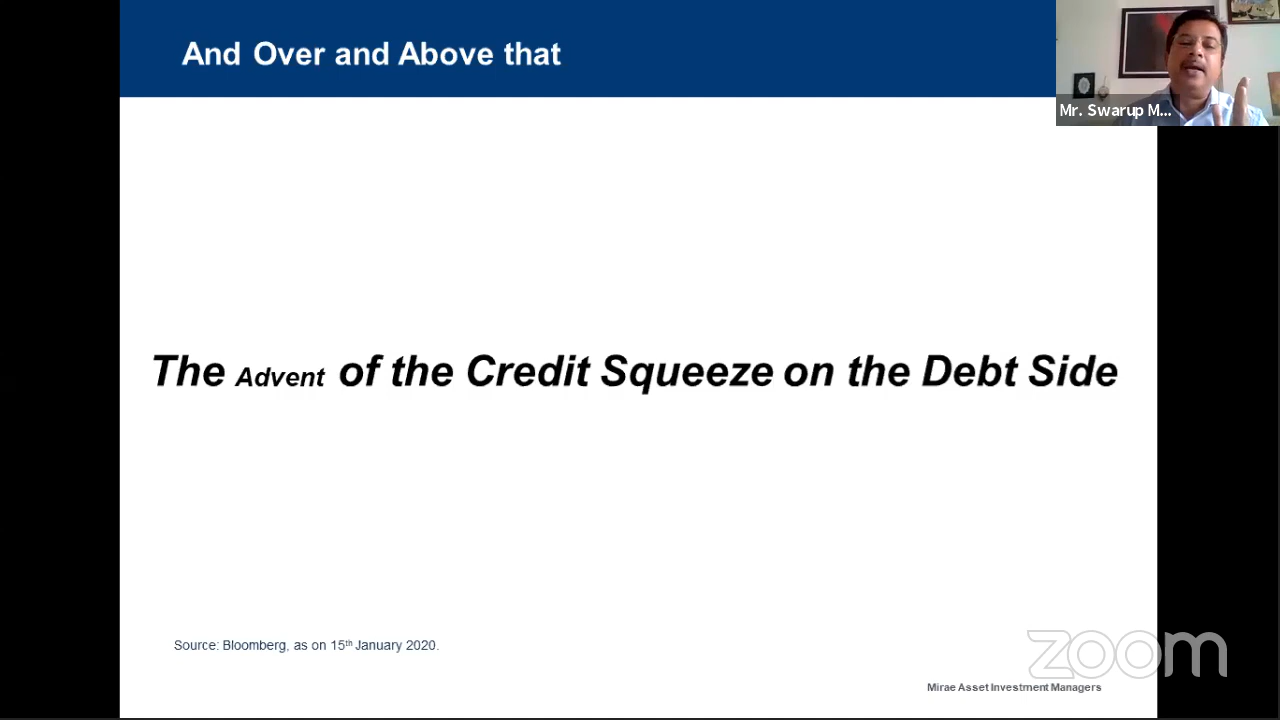 And Over and Above that
Mr. Swarup M...
The Advent of the Credit Squeeze on the Debt Side
Source: Bloomberg, as on 15th January 2020.
zoom
Mirae Asset Investment Managers